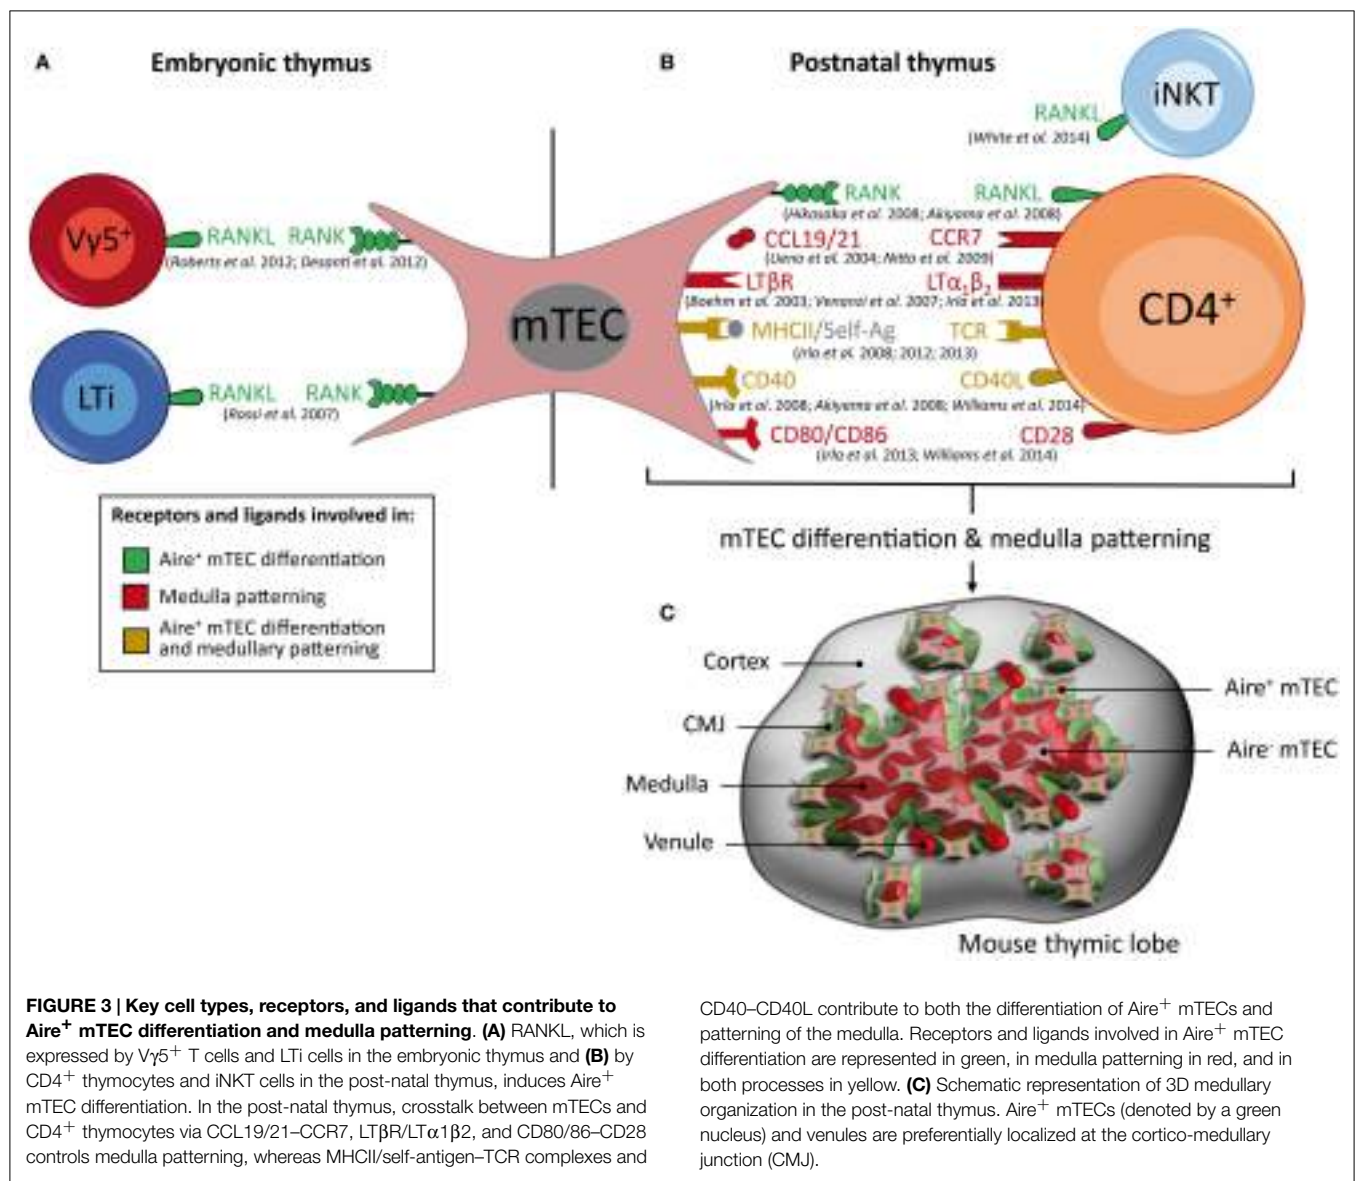 A Embryonic thymus
Vγ5⁺
RANKL RANK
(Roberts et al. 2012; Desanti et al. 2012)
LTi
RANKL RANK
(Rossi et al. 2007)
mTEC
Receptors and ligands involved in:
Aire⁺ mTEC differentiation
Medulla patterning
Aire⁺ mTEC differentiation
and medullary patterning
B Postnatal thymus
iNKT
RANKL
(White et al. 2014)
RANK RANKL
(Hikosaka et al. 2008; Akiyama et al. 2008)
CCL19/21 CCR7
(Ueno et al. 2004; Nitta et al. 2009)
LTβR LTα₁β₂
(Boehm et al. 2003; Venanzi et al. 2007; Irla et al. 2013)
MHCII/Self-Ag TCR
(Irla et al. 2008; 2012; 2013)
CD40 CD40L
(Irla et al. 2008; Akiyama et al. 2008; Williams et al. 2014)
CD80/CD86 CD28
(Irla et al. 2013; Williams et al. 2014)
CD4⁺
mTEC differentiation & medulla patterning
C
Cortex
CMJ
Medulla
Venule
Aire⁺ mTEC
Aire⁻ mTEC
Mouse thymic lobe
FIGURE 3 | Key cell types, receptors, and ligands that contribute to
Aire⁺ mTEC differentiation and medulla patterning. (A) RANKL, which is
expressed by Vγ5⁺ T cells and LTi cells in the embryonic thymus and (B) by
CD4⁺ thymocytes and iNKT cells in the post-natal thymus, induces Aire⁺
mTEC differentiation. In the post-natal thymus, crosstalk between mTECs and
CD4⁺ thymocytes via CCL19/21–CCR7, LTβR/LTα1β2, and CD80/86–CD28
controls medulla patterning, whereas MHCII/self-antigen–TCR complexes and
CD40–CD40L contribute to both the differentiation of Aire⁺ mTECs and
patterning of the medulla. Receptors and ligands involved in Aire⁺ mTEC
differentiation are represented in green, in medulla patterning in red, and in
both processes in yellow. (C) Schematic representation of 3D medullary
organization in the post-natal thymus. Aire⁺ mTECs (denoted by a green
nucleus) and venules are preferentially localized at the cortico-medullary
junction (CMJ).